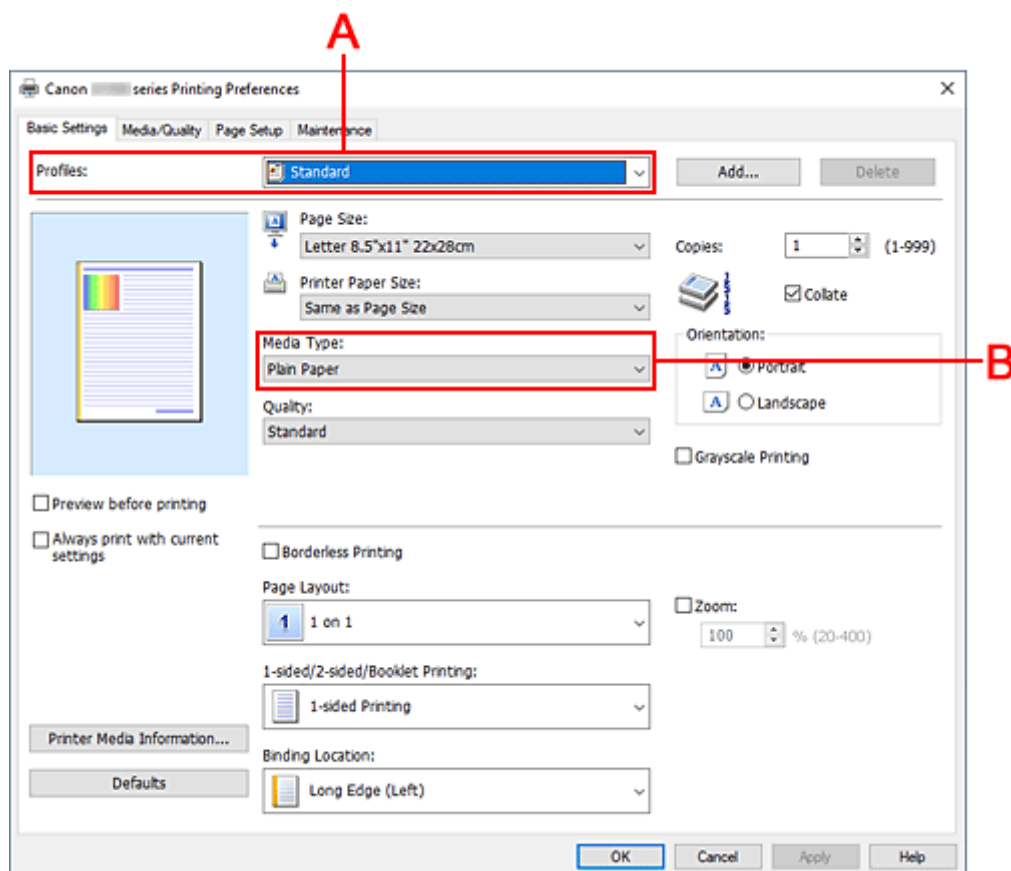 A
Canon series Printing Preferences
Basic Settings Media/Quality Page Setup Maintenance
Profiles: Standard Add... Delete
Page Size:
Letter 8.5"x11" 22x28cm
Copies: 1 (1-999)
Printer Paper Size:
Same as Page Size
Collate
Media Type:
Plain Paper
B
Orientation:
A Portrait
A Landscape
Quality:
Standard
Grayscale Printing
Preview before printing
Always print with current
settings
Borderless Printing
Page Layout:
1 1 on 1
Zoom:
100 % (20-400)
1-sided/2-sided/Booklet Printing:
1-sided Printing
Printer Media Information...
Defaults
Binding Location:
Long Edge (Left)
OK Cancel Apply Help